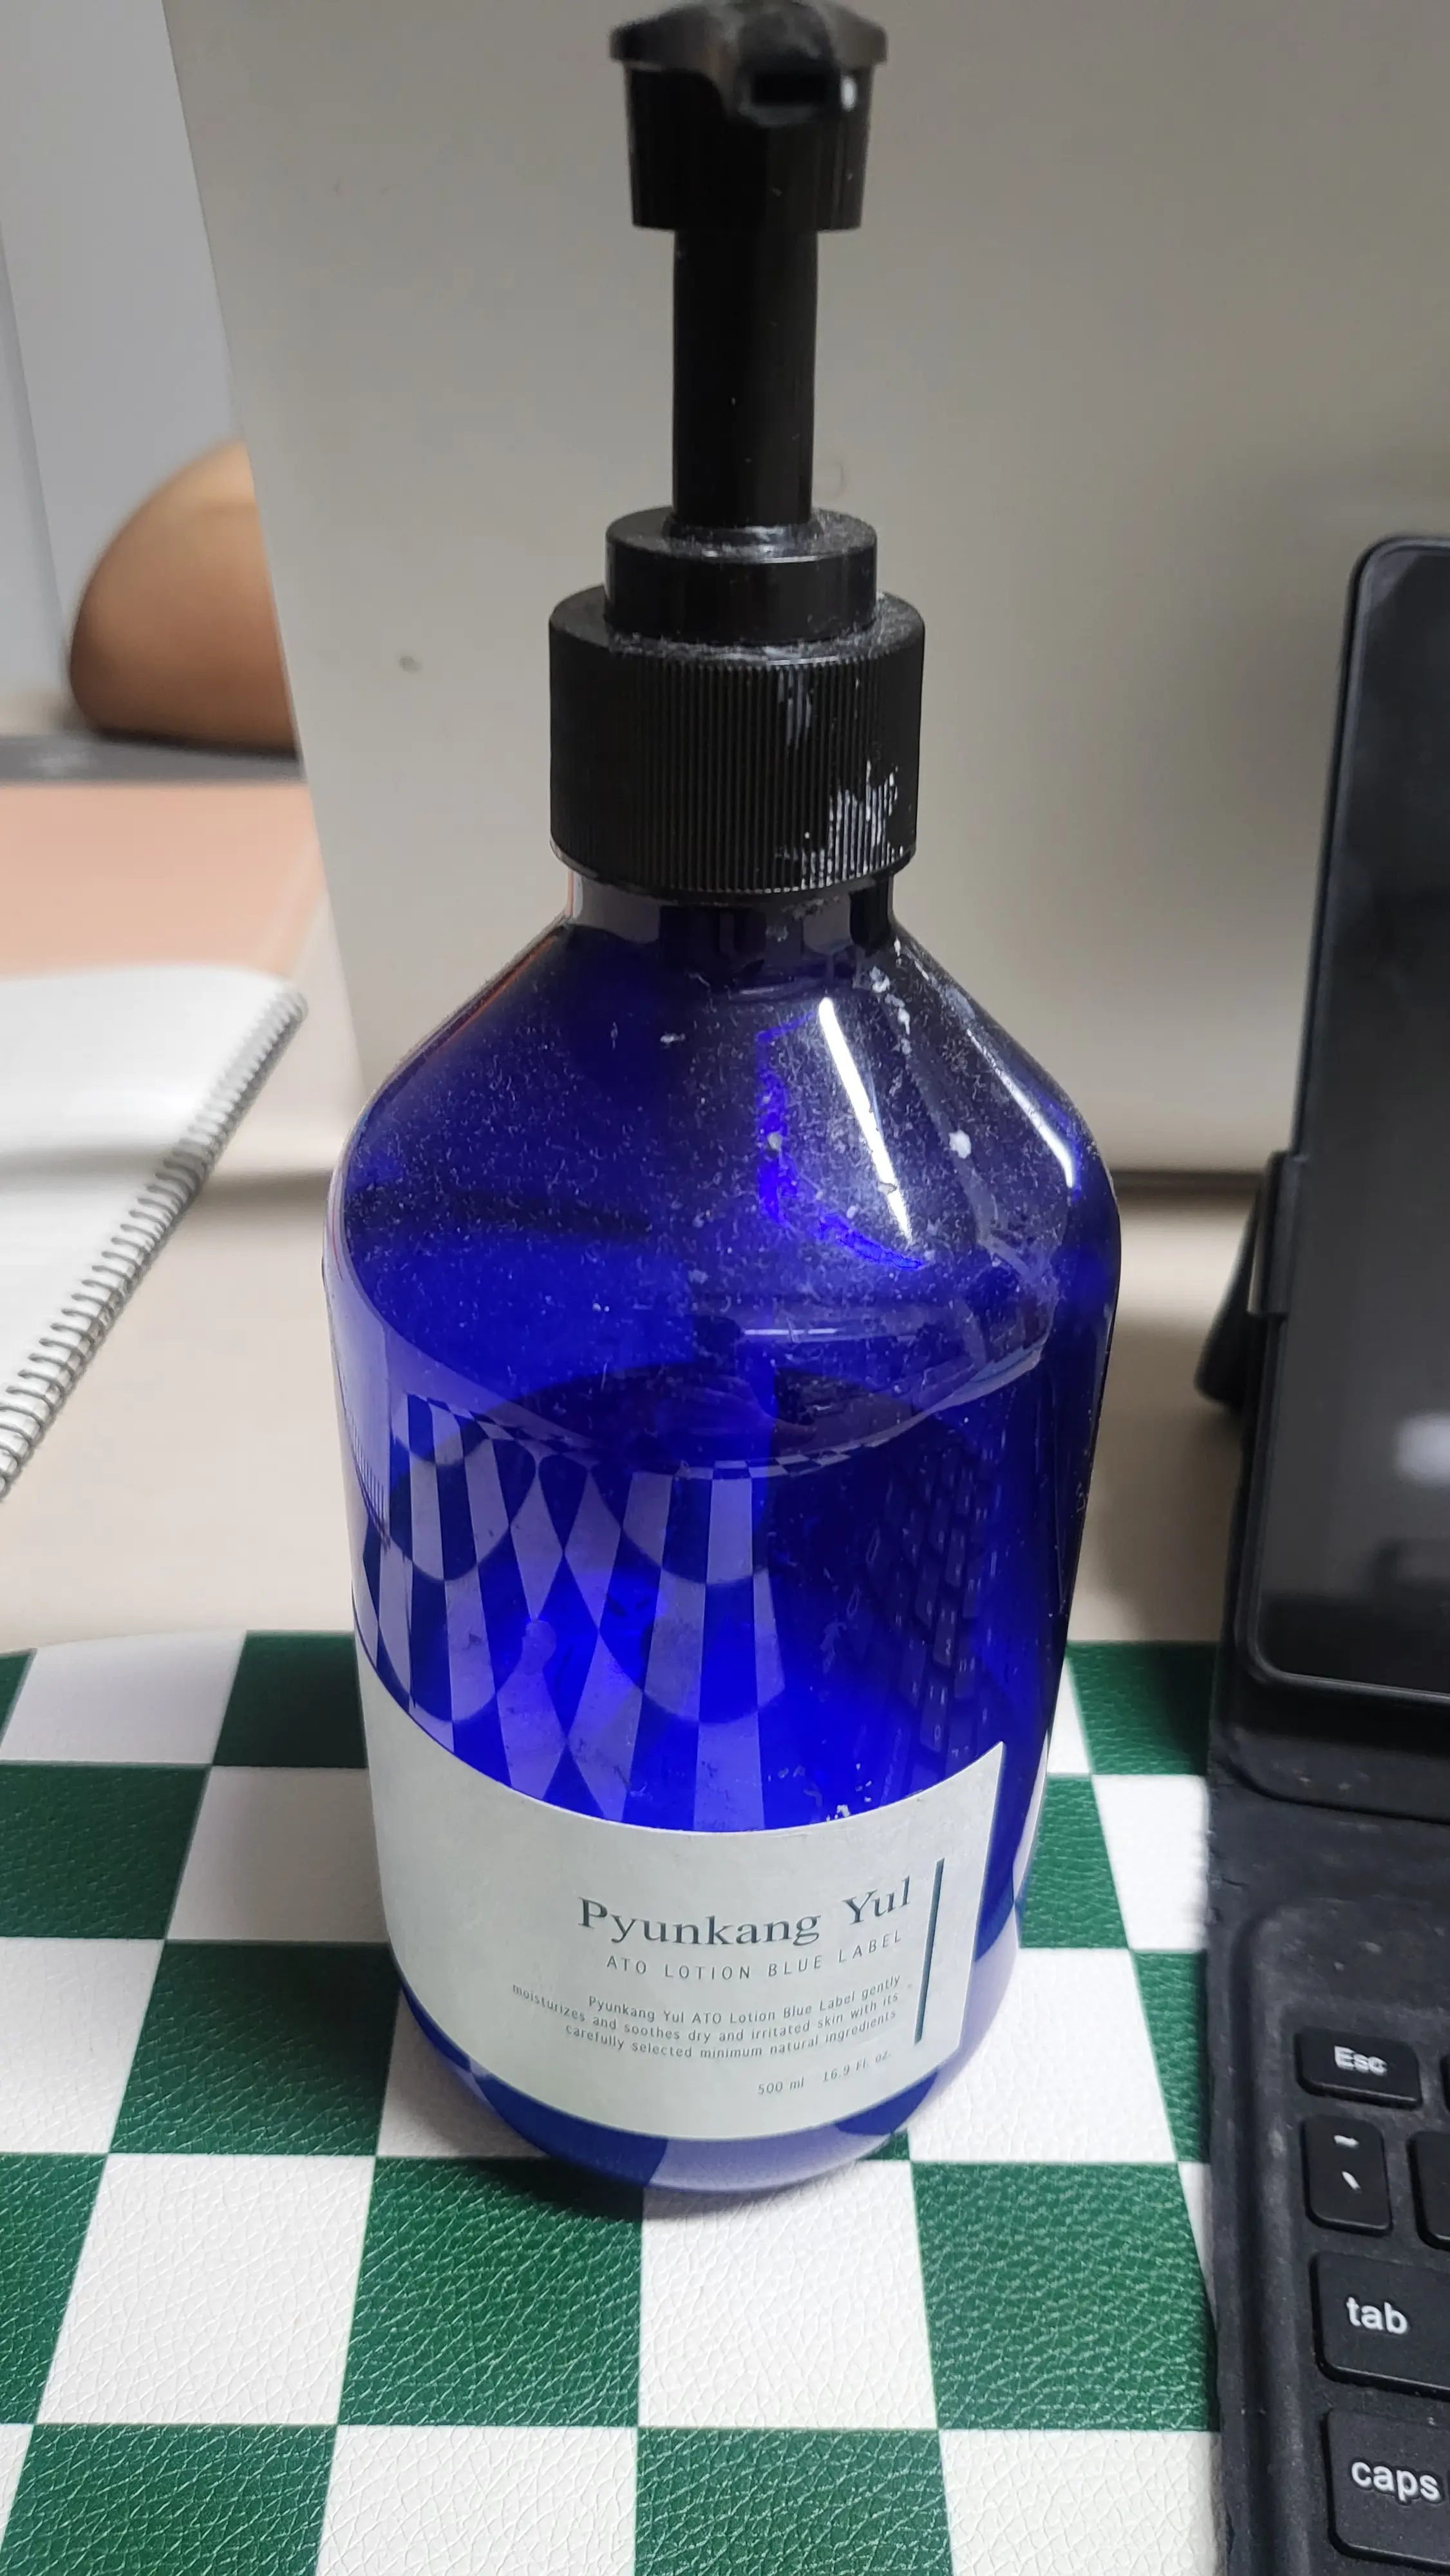 Pyunkang Yul
ATO LOTION BLUE LABEL
Pyunkang Yul ATO Lotion Blue Label gently
moisturizes and soothes dry and irritated skin with its
carefully selected minimum natural ingredients
500 ml 16.9 Fl. oz.
Esc
~
`
tab
caps